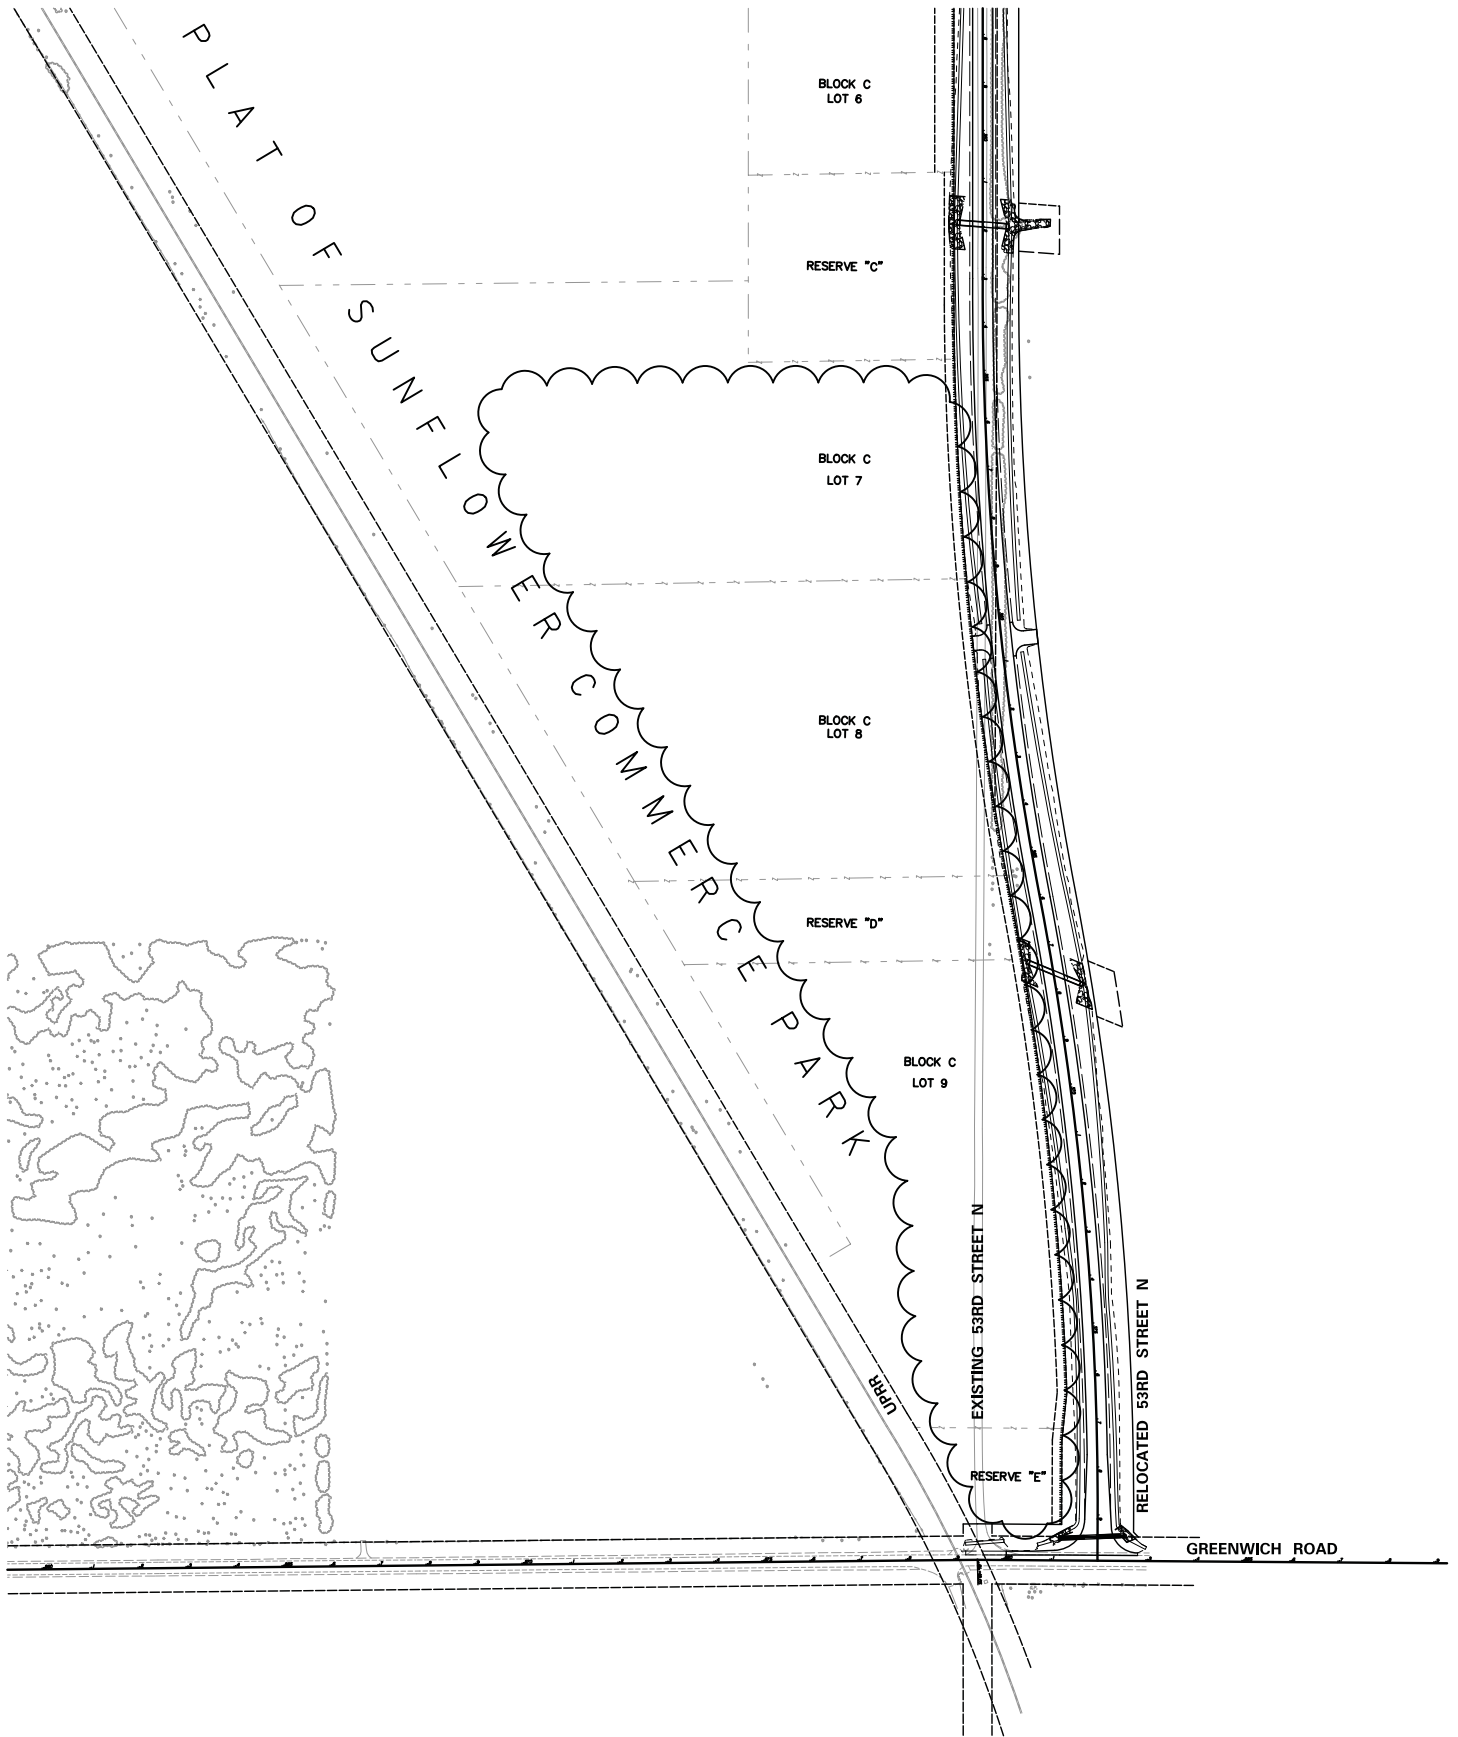 PLAT OF SUNFLOWER COMMERCE PARK
BLOCK C
LOT 6
RESERVE "C"
BLOCK C
LOT 7
BLOCK C
LOT 8
RESERVE "D"
BLOCK C
LOT 9
EXISTING 53RD STREET N
RELOCATED 53RD STREET N
UPRR
RESERVE "E"
GREENWICH ROAD